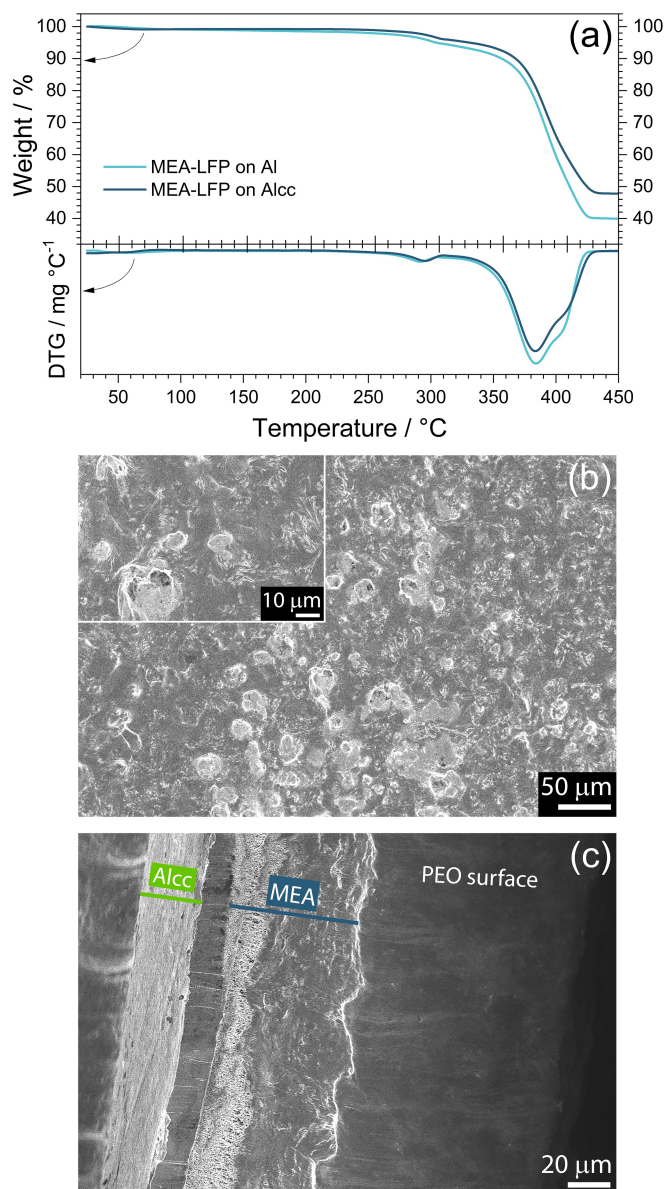 (a)
100
90
80
70
60
50
40
Weight / %
100
90
80
70
60
50
40
MEA-LFP on Al
MEA-LFP on Alcc
DTG / mg °C⁻¹
50 100 150 200 250 300 350 400 450
Temperature / °C
(b)
10 μm
50 μm
(c)
Alcc
MEA
PEO surface
20 μm